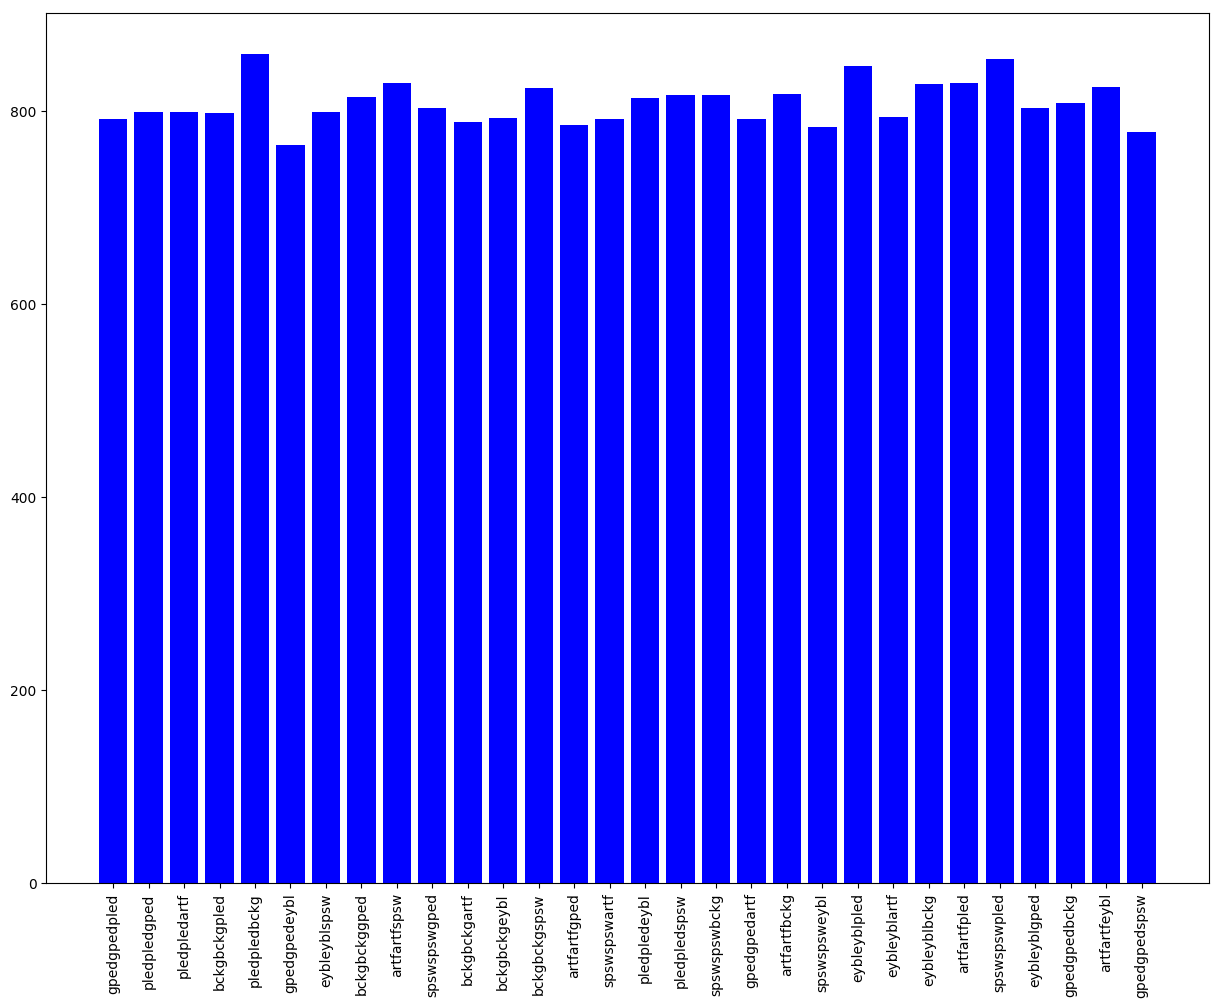 800
600
400
200
0
gpedgpedpled
pledpledgped
pledpledartf
bckgbckgpled
pledpledbckg
gpedgpedeybl
eybleyblspsw
bckgbckggped
artfartfspsw
spswspswgped
bckgbckgartf
bckgbckgeybl
bckgbckgspsw
artfartfgped
spswspswartf
pledpledeybl
pledpledspsw
spswspswbckg
gpedgpedartf
artfartfbckg
spswspsweybl
eybleyblpled
eybleyblartf
eybleyblbckg
artfartfpled
spswspswpled
eybleyblgped
gpedgpedbckg
artfartfeybl
gpedgpedspsw